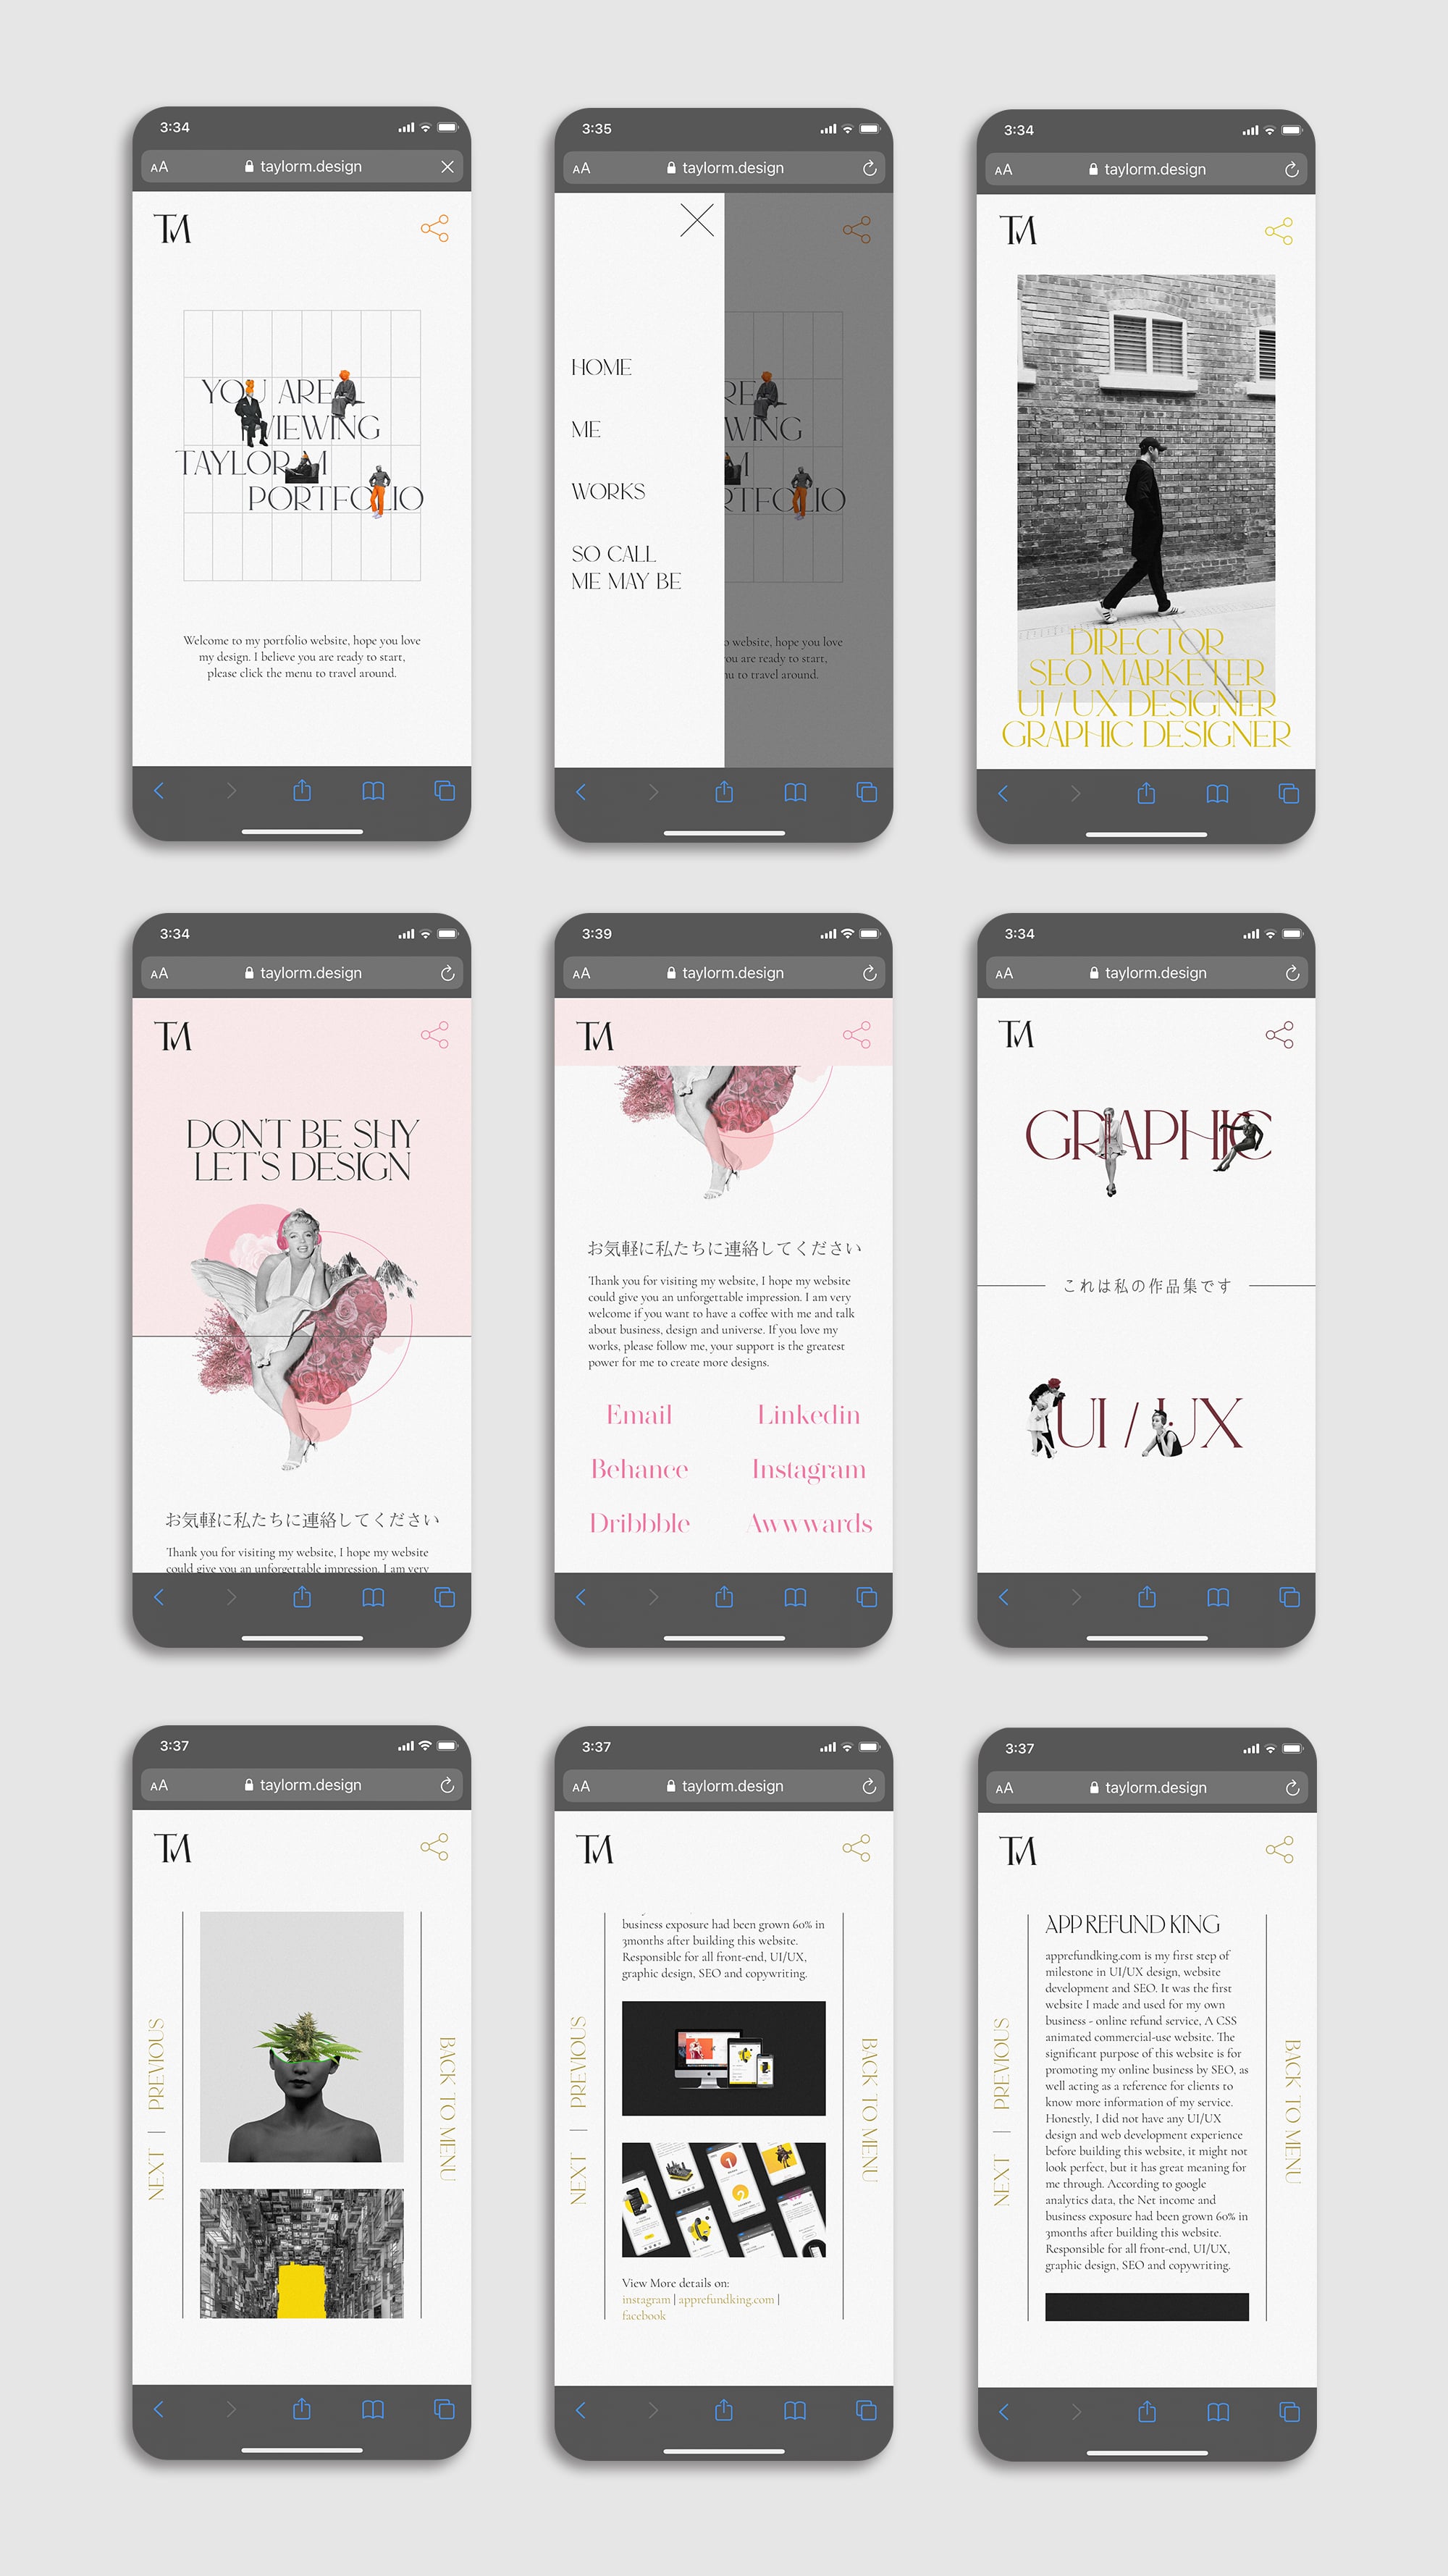 3:34
AA taylorm.design
TM
YOU ARE
VIEWING
TAYLOR M
PORTFOLIO
Welcome to my portfolio website, hope you love
my design. I believe you are ready to start,
please click the menu to travel around.
3:35
AA taylorm.design
HOME
ME
WORKS
SO CALL
ME MAY BE
RE
WING
M
RTFOLIO
website, hope you love
you are ready to start,
to travel around.
3:34
AA taylorm.design
TM
DIRECTOR
SEO MARKETER
UI / UX DESIGNER
GRAPHIC DESIGNER
3:34
AA taylorm.design
TM
DON'T BE SHY
LET'S DESIGN
お気軽に私たちに連絡してください
Thank you for visiting my website, I hope my website
could give you an unforgettable impression. I am very
3:39
AA taylorm.design
TM
お気軽に私たちに連絡してください
Thank you for visiting my website, I hope my website
could give you an unforgettable impression. I am very
welcome if you want to have a coffee with me and talk
about business, design and universe. If you love my
works, please follow me, your support is the greatest
power for me to create more designs.
Email Linkedin
Behance Instagram
Dribbble Awwwards
3:34
AA taylorm.design
TM
GRAPHIC
これは私の作品集です
UI / UX
3:37
AA taylorm.design
TM
NEXT | PREVIOUS
BACK TO MENU
3:37
AA taylorm.design
TM
NEXT | PREVIOUS
business exposure had been grown 60% in
3months after building this website.
Responsible for all front-end, UI/UX,
graphic design, SEO and copywriting.
View More details on:
instagram | apprefundking.com |
facebook
BACK TO MENU
3:37
AA taylorm.design
TM
NEXT | PREVIOUS
APP REFUND KING
apprefundking.com is my first step of
milestone in UI/UX design, website
development and SEO. It was the first
website I made and used for my own
business - online refund service, A CSS
animated commercial-use website. The
significant purpose of this website is for
promoting my online business by SEO, as
well acting as a reference for clients to
know more information of my service.
Honestly, I did not have any UI/UX
design and web development experience
before building this website, it might not
look perfect, but it has great meaning for
me through. According to google
analytics data, the Net income and
business exposure had been grown 60% in
3months after building this website.
Responsible for all front-end, UI/UX,
graphic design, SEO and copywriting.
BACK TO MENU